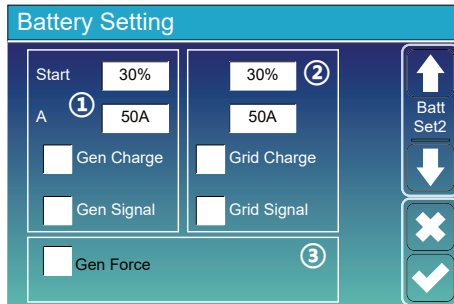 Battery Setting
Start 30% 30% ②
A ① 50A 50A
Gen Charge Grid Charge
Gen Signal Grid Signal
Gen Force ③
Batt
Set2